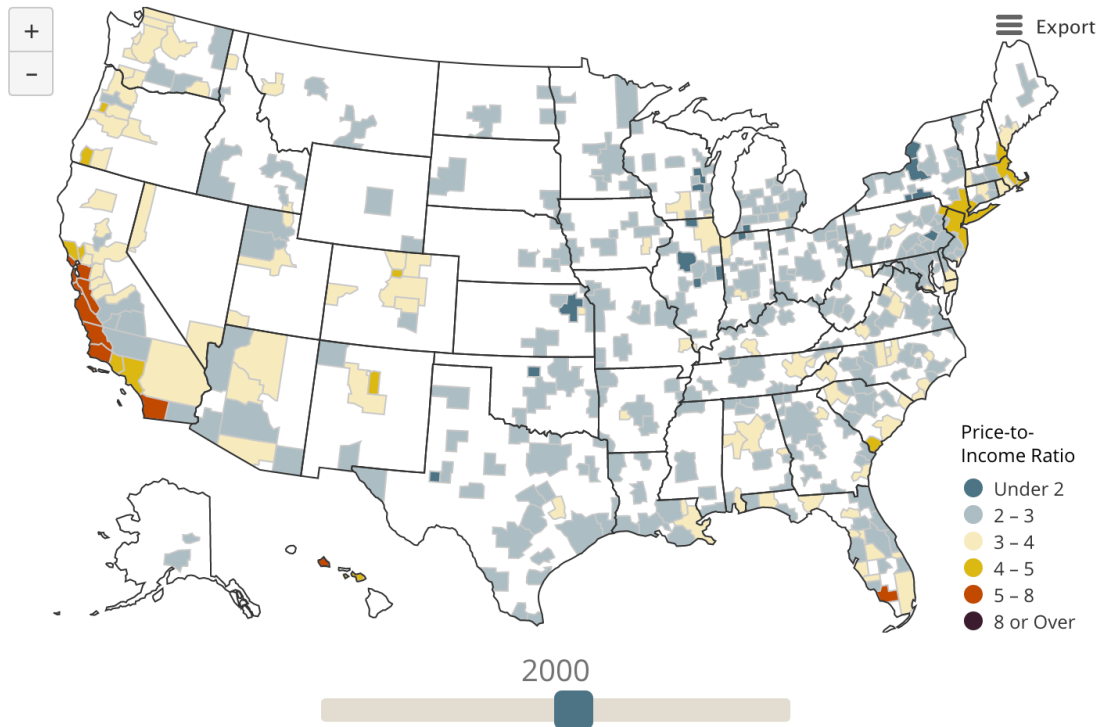 +
−
Export
Price-to-
Income Ratio
Under 2
2 – 3
3 – 4
4 – 5
5 – 8
8 or Over
2000